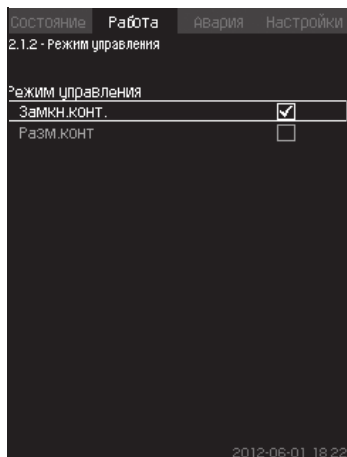 Состояние Работа Авария Настройки
2.1.2 - Режим управления
Режим управления
Замкн.конт.
Разм.конт
2012-06-01 18:22